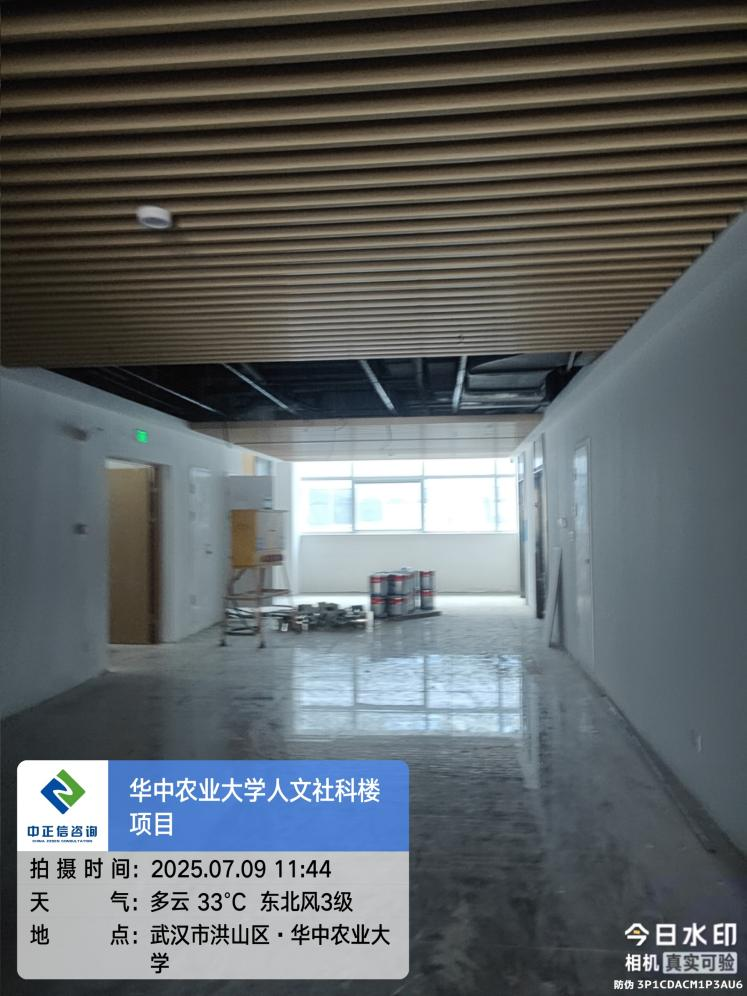 中正信咨询
CHINA ZOSEN CONSULTATION
华中农业大学人文社科楼
项目
拍摄时间: 2025.07.09 11:44
天气: 多云 33°C 东北风3级
地点: 武汉市洪山区·华中农业大
学
今日水印
相机 真实可验
防伪 3P1CDACM1P3AU6